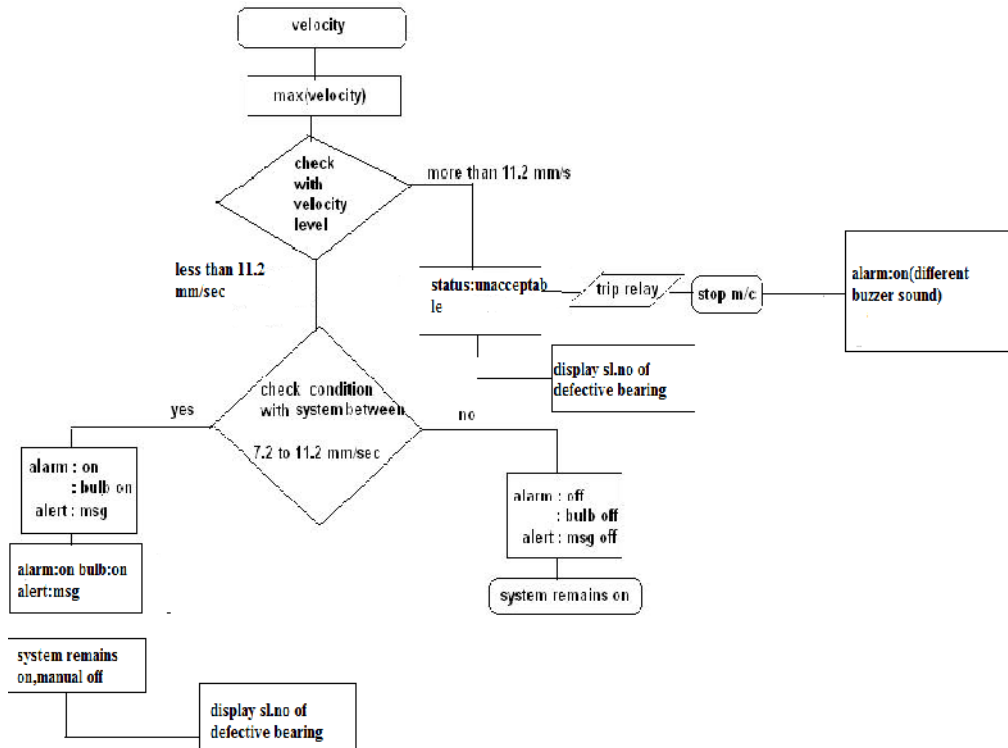 velocity
max(velocity)
check
with
velocity
level
more than 11.2 mm/s
less than 11.2
mm/sec
status:unacceptab
le
trip relay
stop m/c
alarm:on(different
buzzer sound)
display sl.no of
defective bearing
check condition
with system between
7.2 to 11.2 mm/sec
yes
no
alarm : on
: bulb on
alert : msg
alarm:on bulb:on
alert:msg
alarm : off
: bulb off
alert : msg off
system remains on
system remains
on,manual off
display sl.no of
defective bearing